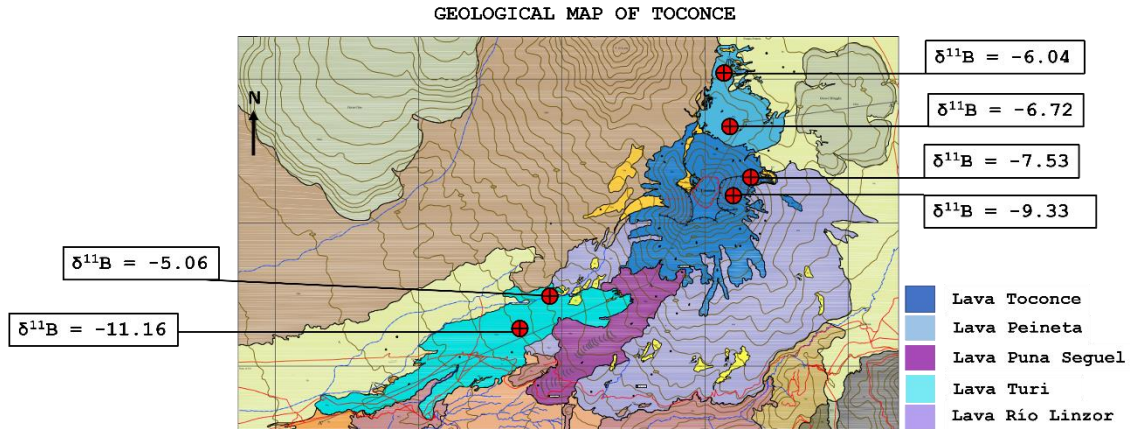 GEOLOGICAL MAP OF TOCONCE
N
δ¹¹B = -6.04
δ¹¹B = -6.72
δ¹¹B = -7.53
δ¹¹B = -9.33
δ¹¹B = -5.06
δ¹¹B = -11.16
Lava Toconce
Lava Peineta
Lava Puna Seguel
Lava Turi
Lava Río Linzor